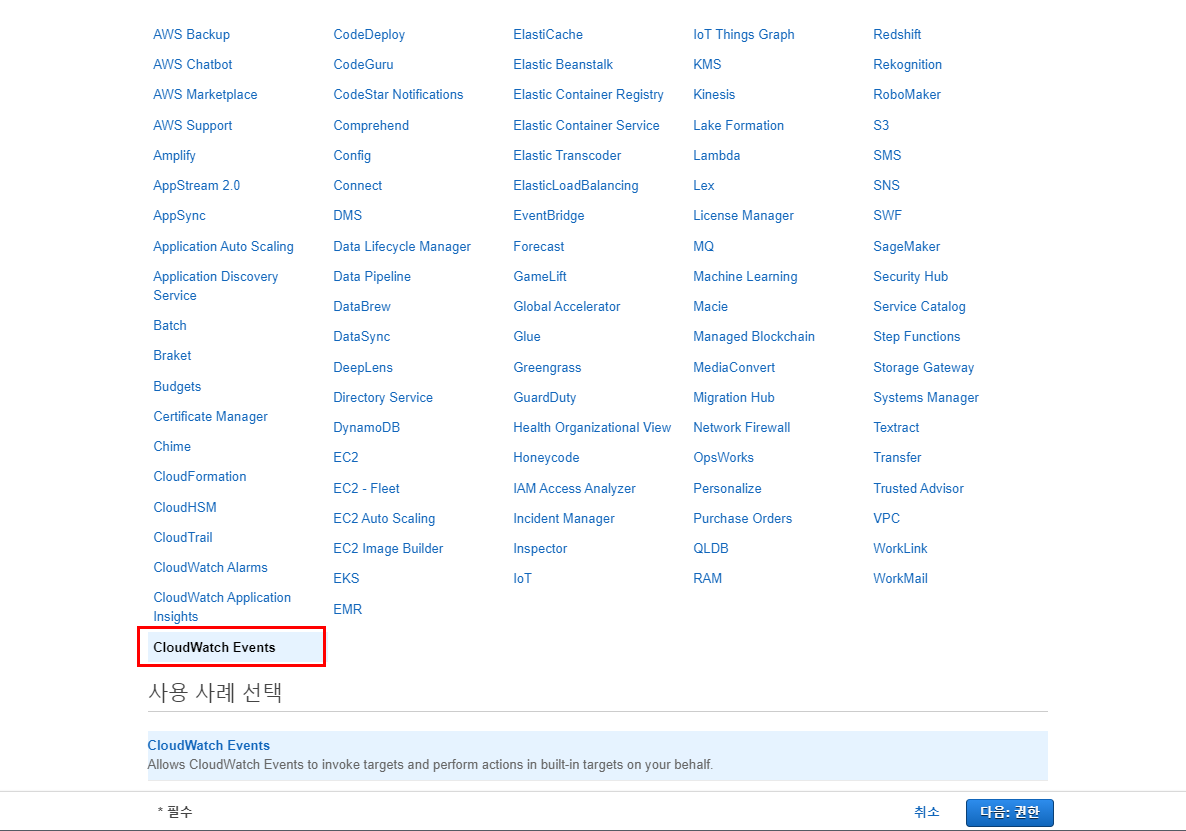 AWS Backup
AWS Chatbot
AWS Marketplace
AWS Support
Amplify
AppStream 2.0
AppSync
Application Auto Scaling
Application Discovery
Service
Batch
Braket
Budgets
Certificate Manager
Chime
CloudFormation
CloudHSM
CloudTrail
CloudWatch Alarms
CloudWatch Application
Insights
CloudWatch Events
CodeDeploy
CodeGuru
CodeStar Notifications
Comprehend
Config
Connect
DMS
Data Lifecycle Manager
Data Pipeline
DataBrew
DataSync
DeepLens
Directory Service
DynamoDB
EC2
EC2 - Fleet
EC2 Auto Scaling
EC2 Image Builder
EKS
EMR
ElastiCache
Elastic Beanstalk
Elastic Container Registry
Elastic Container Service
Elastic Transcoder
ElasticLoadBalancing
EventBridge
Forecast
GameLift
Global Accelerator
Glue
Greengrass
GuardDuty
Health Organizational View
Honeycode
IAM Access Analyzer
Incident Manager
Inspector
IoT
IoT Things Graph
KMS
Kinesis
Lake Formation
Lambda
Lex
License Manager
MQ
Machine Learning
Macie
Managed Blockchain
MediaConvert
Migration Hub
Network Firewall
OpsWorks
Personalize
Purchase Orders
QLDB
RAM
Redshift
Rekognition
RoboMaker
S3
SMS
SNS
SWF
SageMaker
Security Hub
Service Catalog
Step Functions
Storage Gateway
Systems Manager
Textract
Transfer
Trusted Advisor
VPC
WorkLink
WorkMail
사용 사례 선택
CloudWatch Events
Allows CloudWatch Events to invoke targets and perform actions in built-in targets on your behalf.
* 필수
취소
다음: 권한